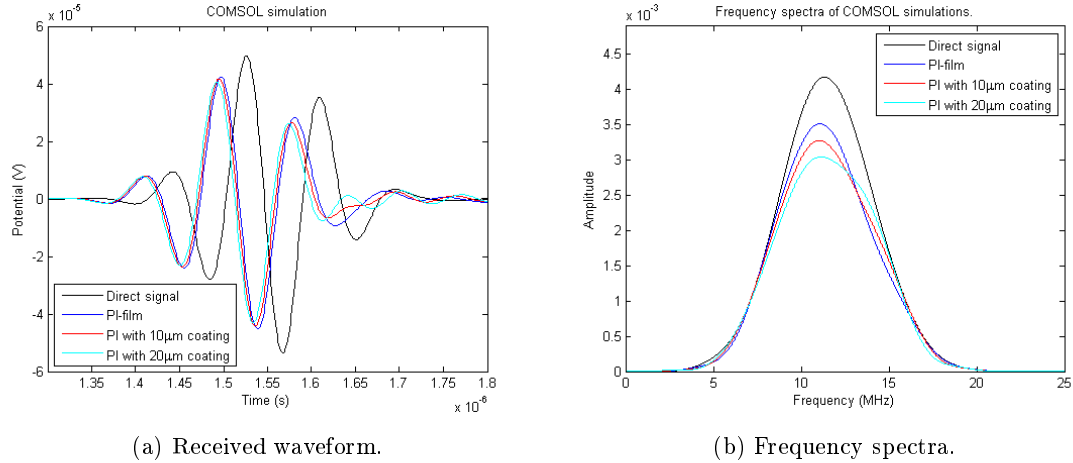 COMSOL simulation
x 10⁻⁵
6
4
2
0
-2
-4
-6
Potential (V)
Direct signal
PI-film
PI with 10μm coating
PI with 20μm coating
1.35 1.4 1.45 1.5 1.55 1.6 1.65 1.7 1.75 1.8
Time (s)
x 10⁻⁶
(a) Received waveform.
Frequency spectra of COMSOL simulations.
x 10⁻³
4.5
4
3.5
3
2.5
2
1.5
1
0.5
0
Amplitude
Direct signal
PI-film
PI with 10μm coating
PI with 20μm coating
0 5 10 15 20 25
Frequency (MHz)
(b) Frequency spectra.